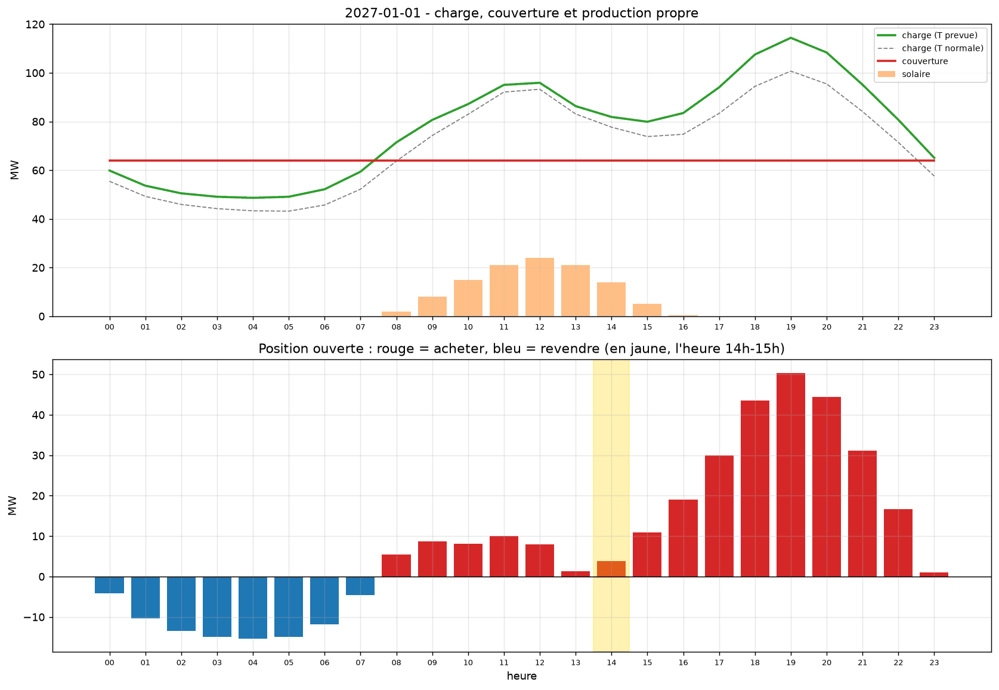 2027-01-01 - charge, couverture et production propre
120
100
80
60
40
20
0
MW
charge (T prevue)
charge (T normale)
couverture
solaire
00 01 02 03 04 05 06 07 08 09 10 11 12 13 14 15 16 17 18 19 20 21 22 23
Position ouverte : rouge = acheter, bleu = revendre (en jaune, l'heure 14h-15h)
50
40
30
20
10
0
−10
MW
00 01 02 03 04 05 06 07 08 09 10 11 12 13 14 15 16 17 18 19 20 21 22 23
heure